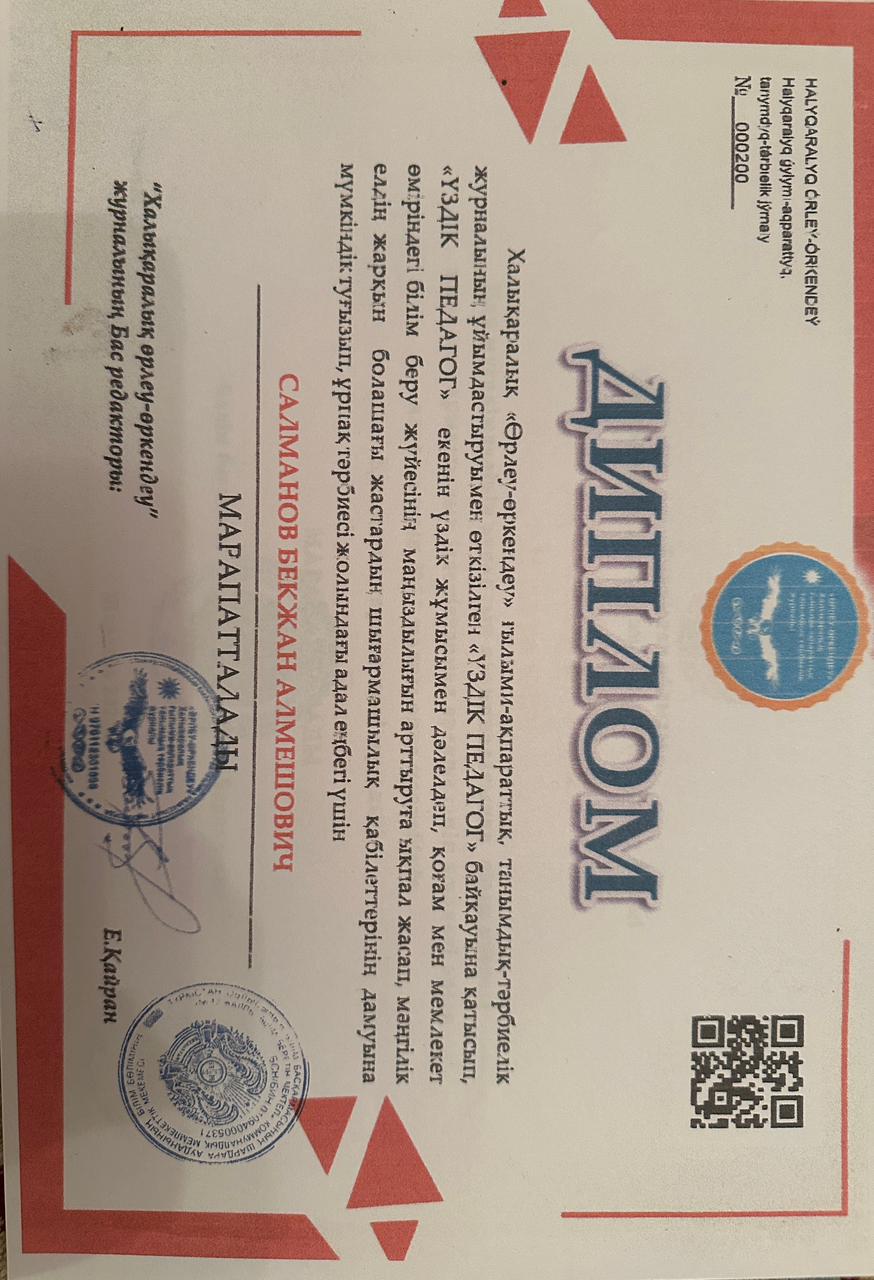 HALYQARALYQ ÓRLEÝ-ÓRKENDEÝ
Halyqaralyq ǵylymı-aqparattyq,
tanymdyq-tárbıelik jýrnaly
№ 000200
ДИПЛОМ
Халықаралық «Өрлеу-өркендеу» ғылыми-ақпараттық, танымдық-тәрбиелік
журналының ұйымдастыруымен өткізілген «ҮЗДІК ПЕДАГОГ» байқауына қатысып,
«ҮЗДІК ПЕДАГОГ» екенін үздік жұмысымен дәлелдеп, қоғам мен мемлекет
өміріндегі білім беру жүйесінің маңыздылығын арттыруға ықпал жасап, мәңгілік
елдің жарқын болашағы жастардың шығармашылық қабілеттерінің дамуына
мүмкіндік туғызып, ұрпақ тәрбиесі жолындағы адал еңбегі үшін
САЛМАНОВ БЕКЖАН АЛМЕШОВИЧ
МАРАПАТТАЛАДЫ
"Халықаралық өрлеу-өркендеу"
журналының Бас редакторы:
Е.Қайран